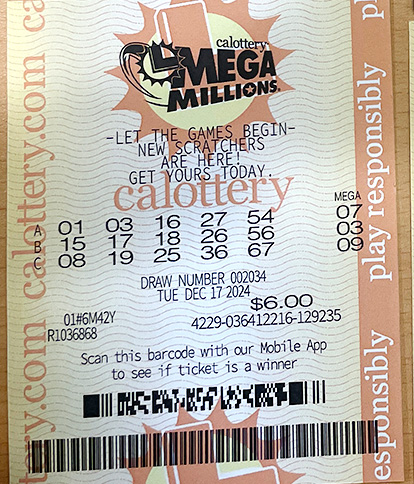 calottery
MEGA
MILLIONS
-LET THE GAMES BEGIN-
NEW SCRATCHERS
ARE HERE!
GET YOURS TODAY.
calottery
MEGA
A 01 03 16 27 54 07
B 15 17 18 26 56 03
C 08 19 25 36 67 09
DRAW NUMBER 002034
TUE DEC 17 2024
$6.00
01#6M42Y 4229-036412216-129235
R1036868
Scan this barcode with our Mobile App
to see if ticket is a winner
tery.com calottery.com ca
play responsibly pl
esponsibly